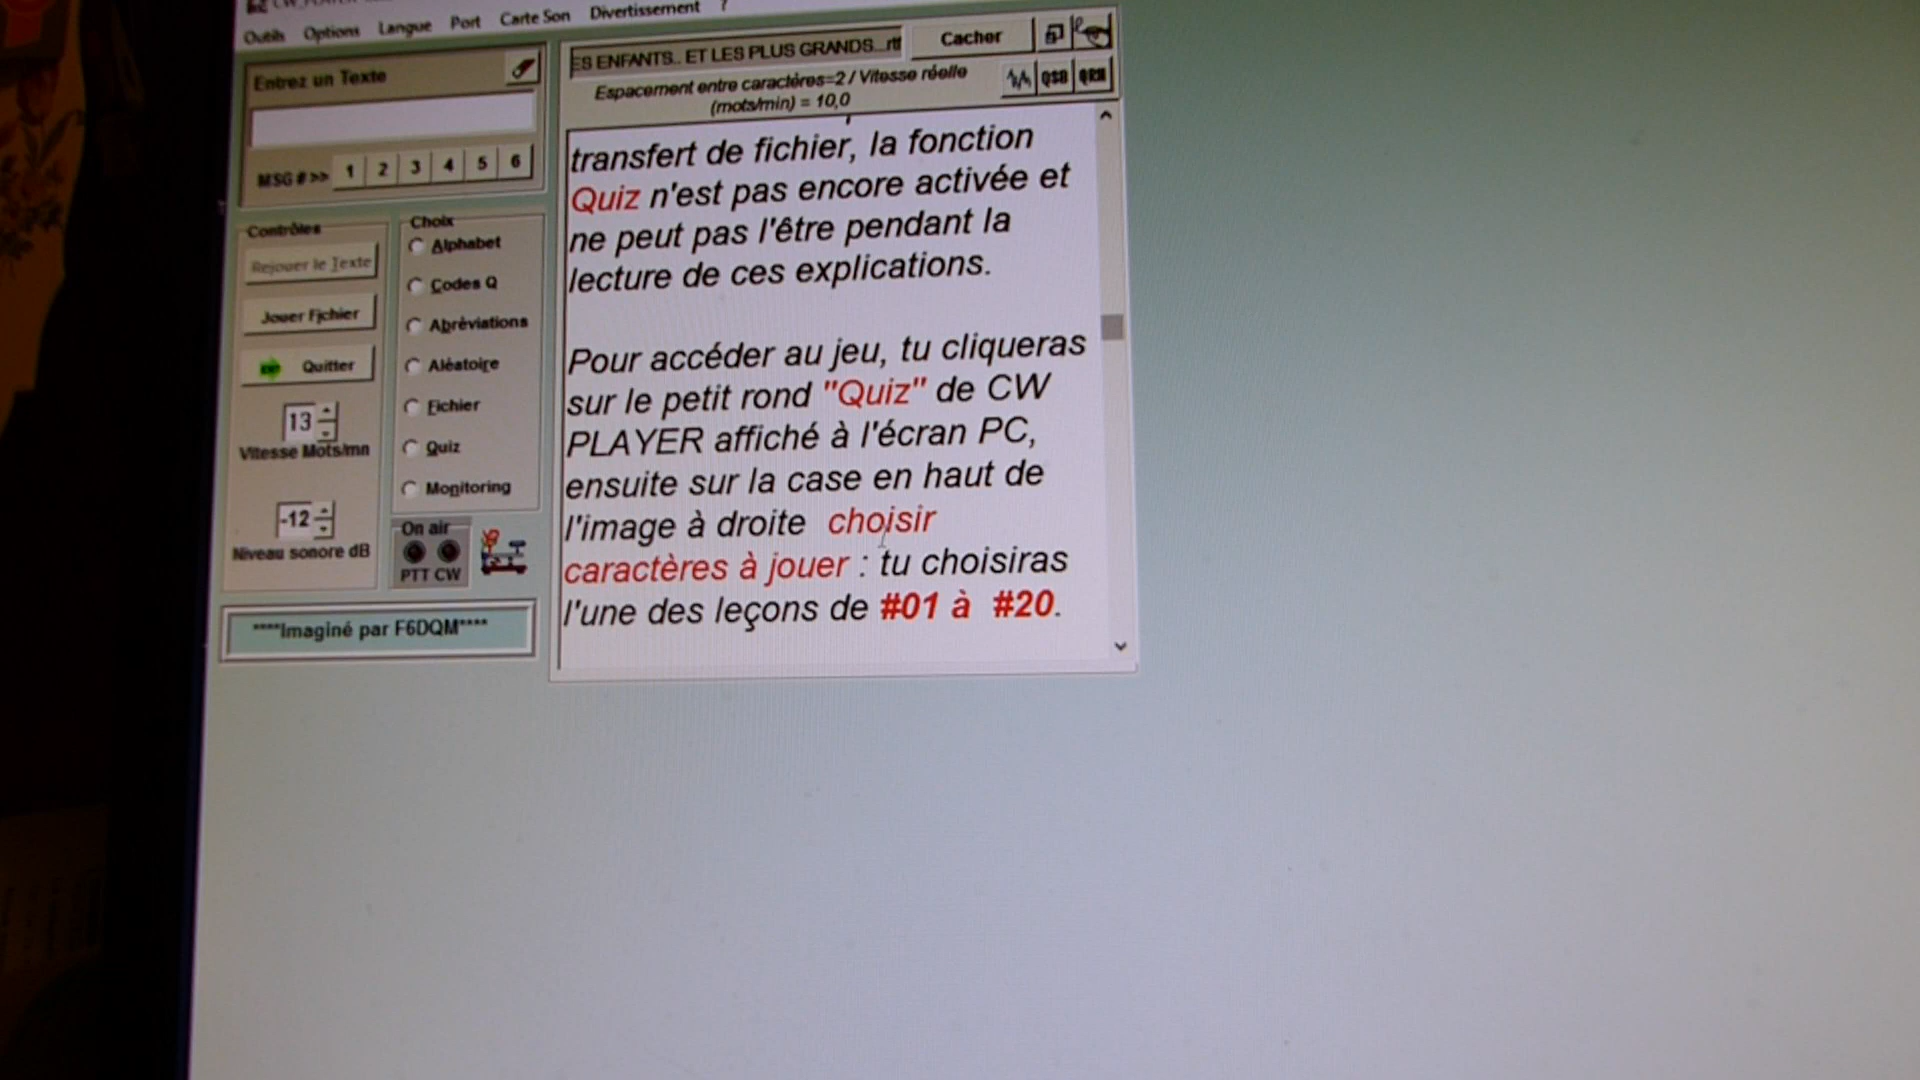 CW_PLAYER
Outils Options Langue Port Carte Son Divertissement ?
Entrez un Texte
MSG # >> 1 2 3 4 5 6
Contrôles
Rejouer le Texte
Jouer Fichier
Quitter
13
Vitesse Mots/mn
-12
Niveau sonore dB
Choix
Alphabet
Codes Q
Abréviations
Aléatoire
Fichier
Quiz
Monitoring
On air
PTT CW
****Imaginé par F6DQM****
ES ENFANTS.. ET LES PLUS GRANDS...rtf
Cacher
Espacement entre caractères=2 / Vitesse réelle
(mots/min) = 10,0
QSB QRM
transfert de fichier, la fonction
Quiz n'est pas encore activée et
ne peut pas l'être pendant la
lecture de ces explications.
Pour accéder au jeu, tu cliqueras
sur le petit rond "Quiz" de CW
PLAYER affiché à l'écran PC,
ensuite sur la case en haut de
l'image à droite choisir
caractères à jouer : tu choisiras
l'une des leçons de #01 à #20.